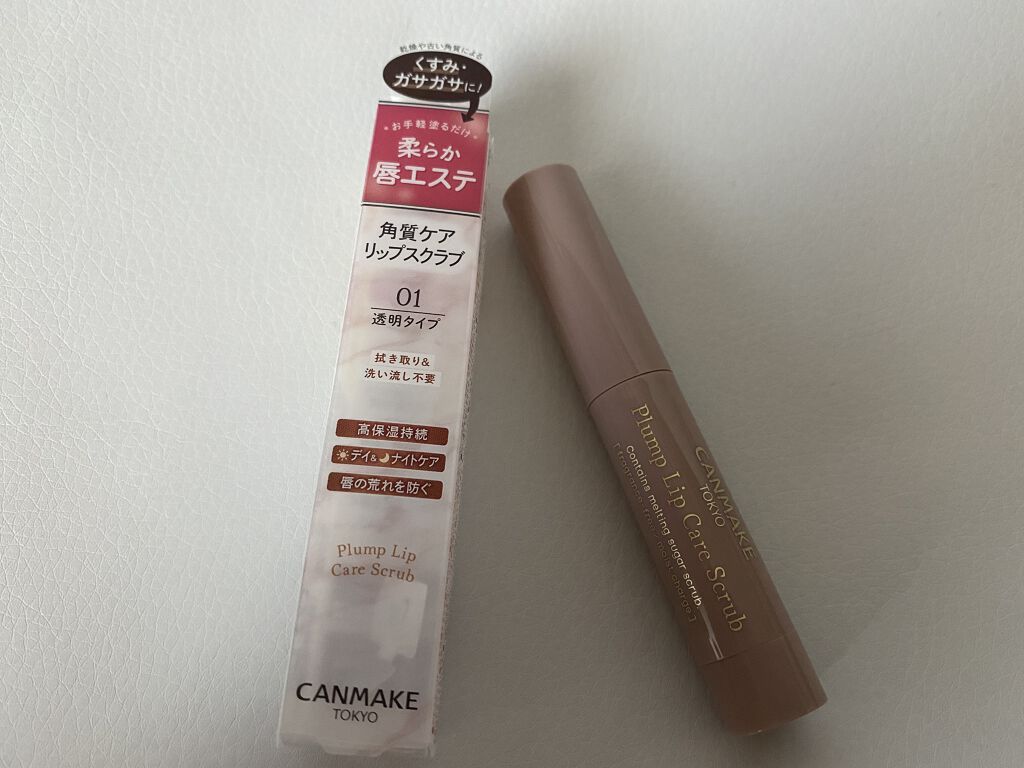 乾燥や古い角質による
くすみ・
ガサガサに!
お手軽塗るだけ
柔らか
唇エステ
角質ケア
リップスクラブ
01
透明タイプ
拭き取り&
洗い流し不要
高保湿持続
デイ&ナイトケア
唇の荒れを防ぐ
Plump Lip
Care Scrub
CANMAKE
TOKYO
CANMAKE
TOKYO
Plump Lip Care Scrub
Contains melting sugar scrub
[Fragrance free / moist charge]